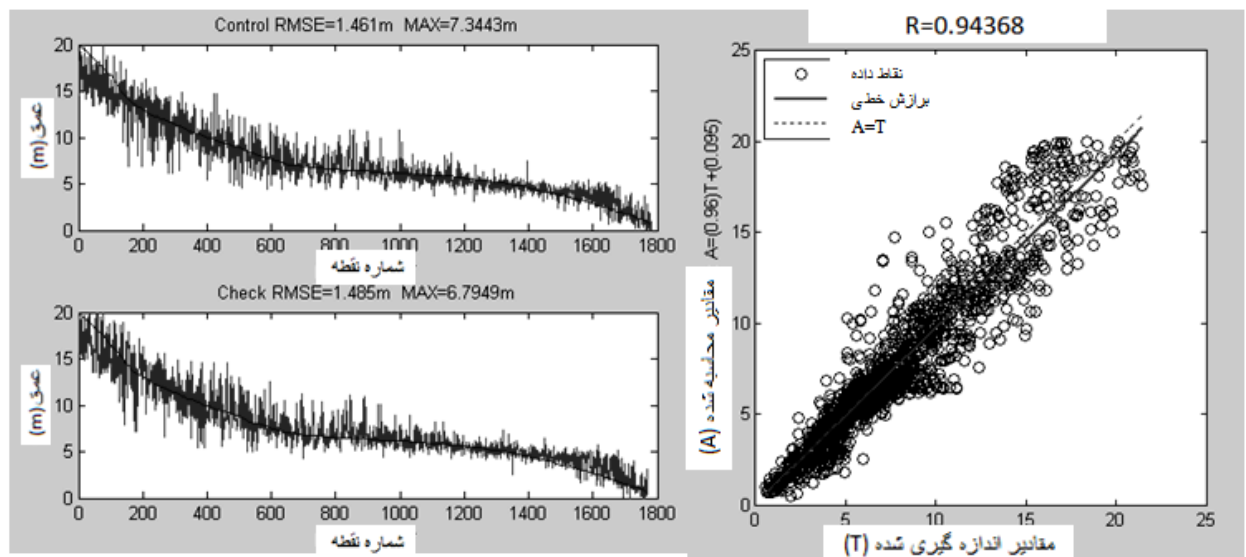 Control RMSE=1.461m MAX=7.3443m
20
15
10
5
0
عمق(m)
0 200 400 600 800 1000 1200 1400 1600 1800
شماره نقطه
Check RMSE=1.485m MAX=6.7949m
20
15
10
5
0
عمق(m)
0 200 400 600 800 1000 1200 1400 1600 1800
شماره نقطه
R=0.94368
نقاط داده
برازش خطی
A=T
25
20
15
10
5
0
A=(0.96)T+(0.095)
مقادیر محاسبه شده (A)
0 5 10 15 20 25
مقادیر اندازه گیری شده (T)